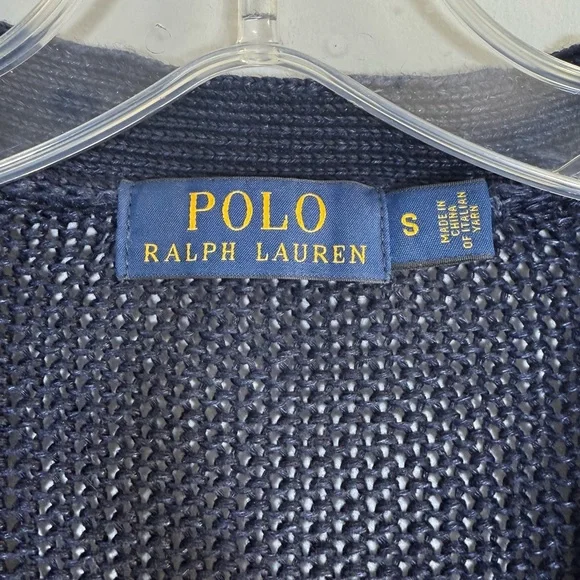 POLO
RALPH LAUREN
S
MADE IN
CHINA
OF ITALIAN
YARN